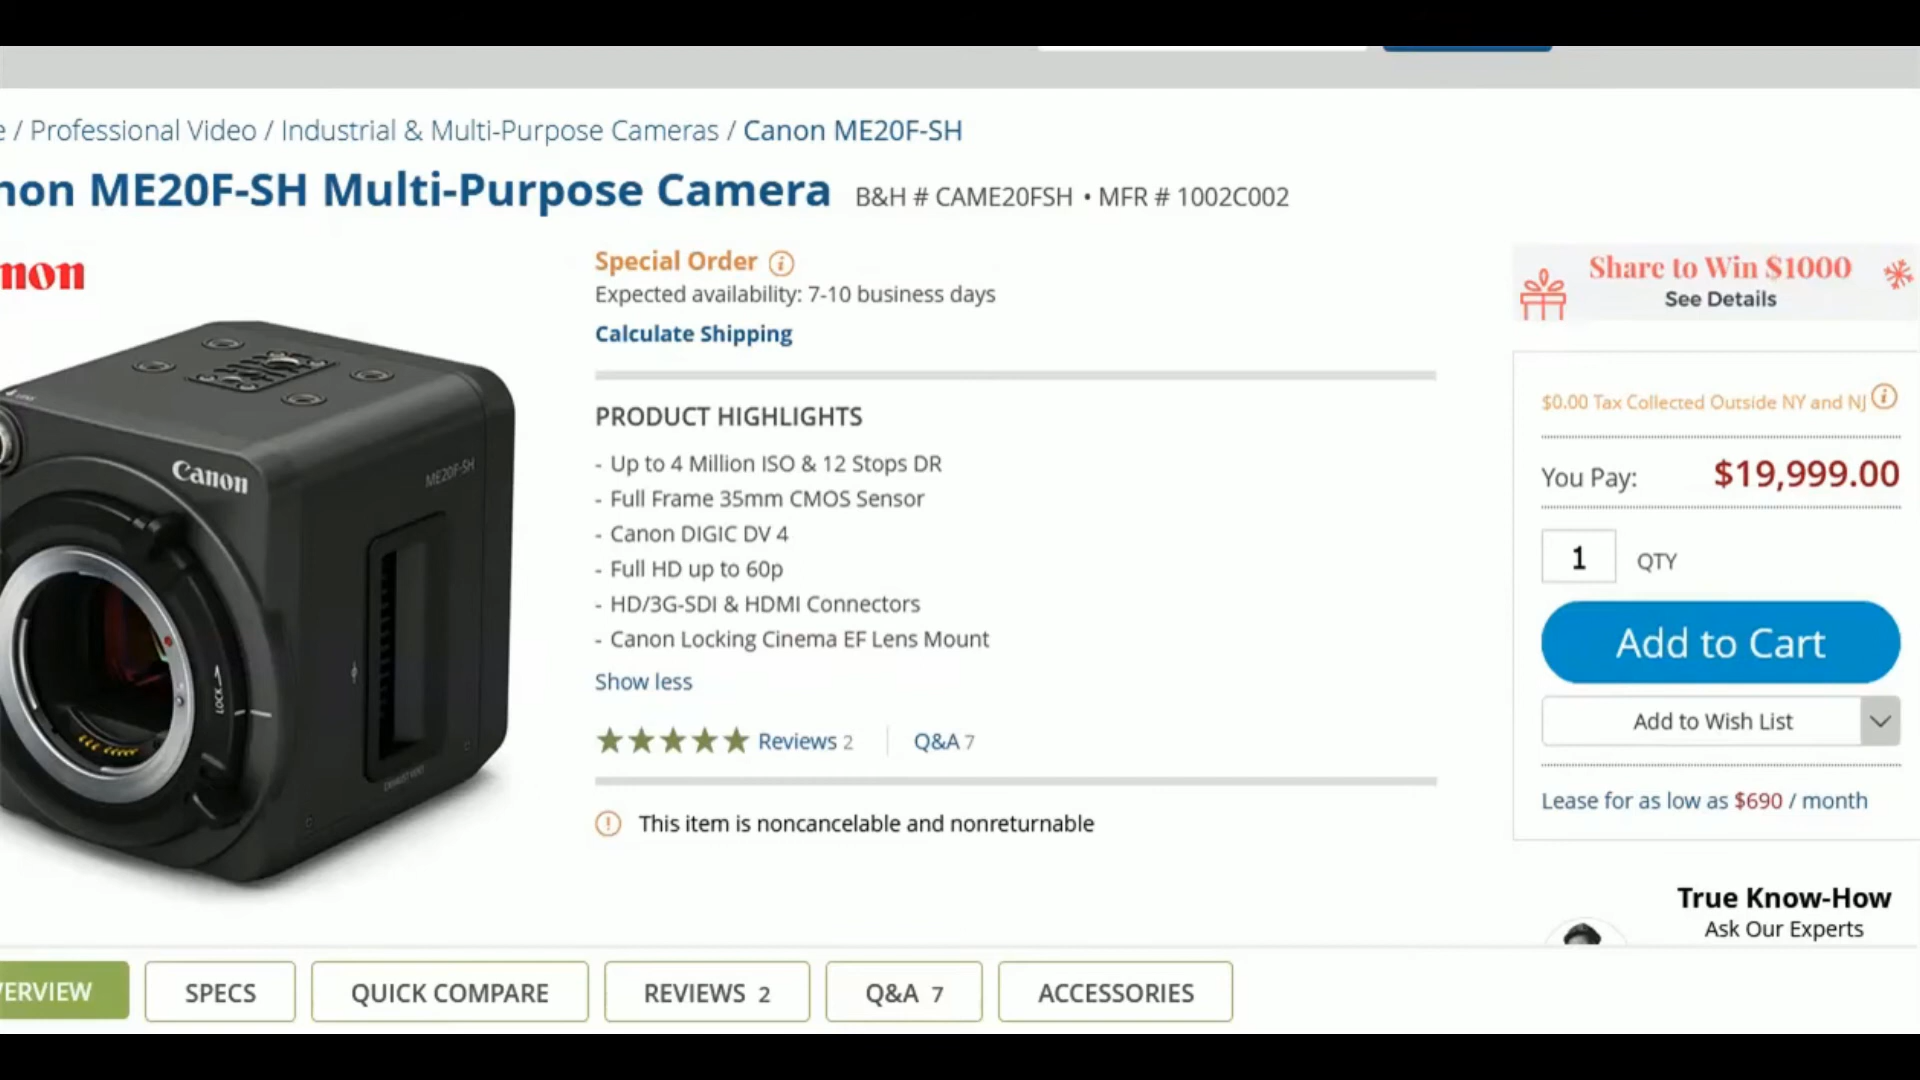 / Professional Video / Industrial & Multi-Purpose Cameras / Canon ME20F-SH
non ME20F-SH Multi-Purpose Camera B&H # CAME20FSH • MFR # 1002C002
non
Special Order
Expected availability: 7-10 business days
Calculate Shipping
PRODUCT HIGHLIGHTS
- Up to 4 Million ISO & 12 Stops DR
- Full Frame 35mm CMOS Sensor
- Canon DIGIC DV 4
- Full HD up to 60p
- HD/3G-SDI & HDMI Connectors
- Canon Locking Cinema EF Lens Mount
Show less
Reviews 2 Q&A 7
This item is noncancelable and nonreturnable
Canon
ME20F-SH
LOCK
Share to Win $1000
See Details
$0.00 Tax Collected Outside NY and NJ
You Pay: $19,999.00
1 QTY
Add to Cart
Add to Wish List
Lease for as low as $690 / month
True Know-How
Ask Our Experts
VERVIEW SPECS QUICK COMPARE REVIEWS 2 Q&A 7 ACCESSORIES